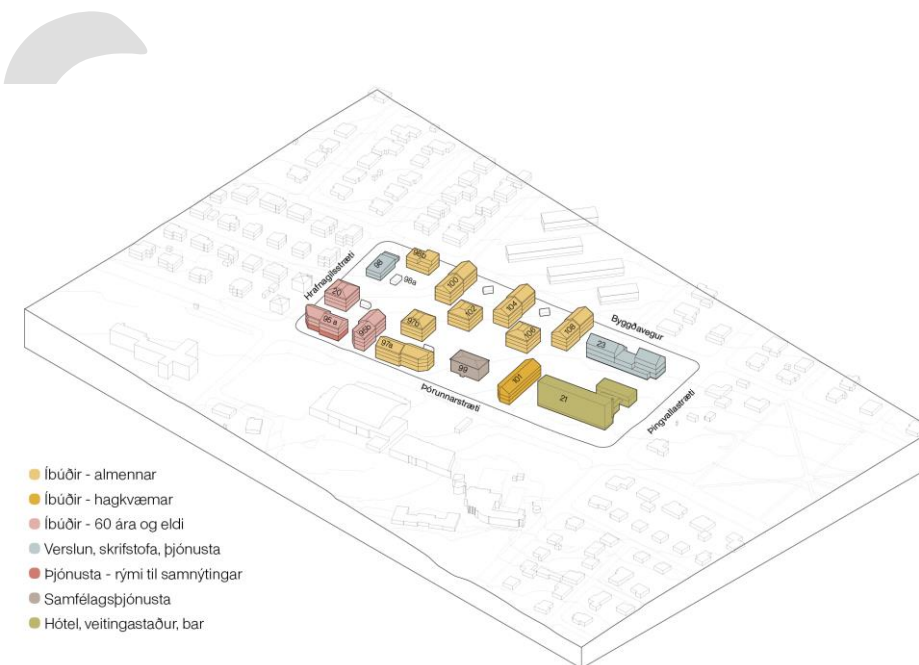 98b
98
98a
100
Hrafnagilsstræti
20
104
95 a
95b
97b
102
106
108
Byggðavegur
97a
23
99
101
21
Þórunnarstræti
Þingvallastræti
Íbúðir - almennar
Íbúðir - hagkvæmar
Íbúðir - 60 ára og eldi
Verslun, skrifstofa, þjónusta
Þjónusta - rými til samnýtingar
Samfélagsþjónusta
Hótel, veitingastaður, bar